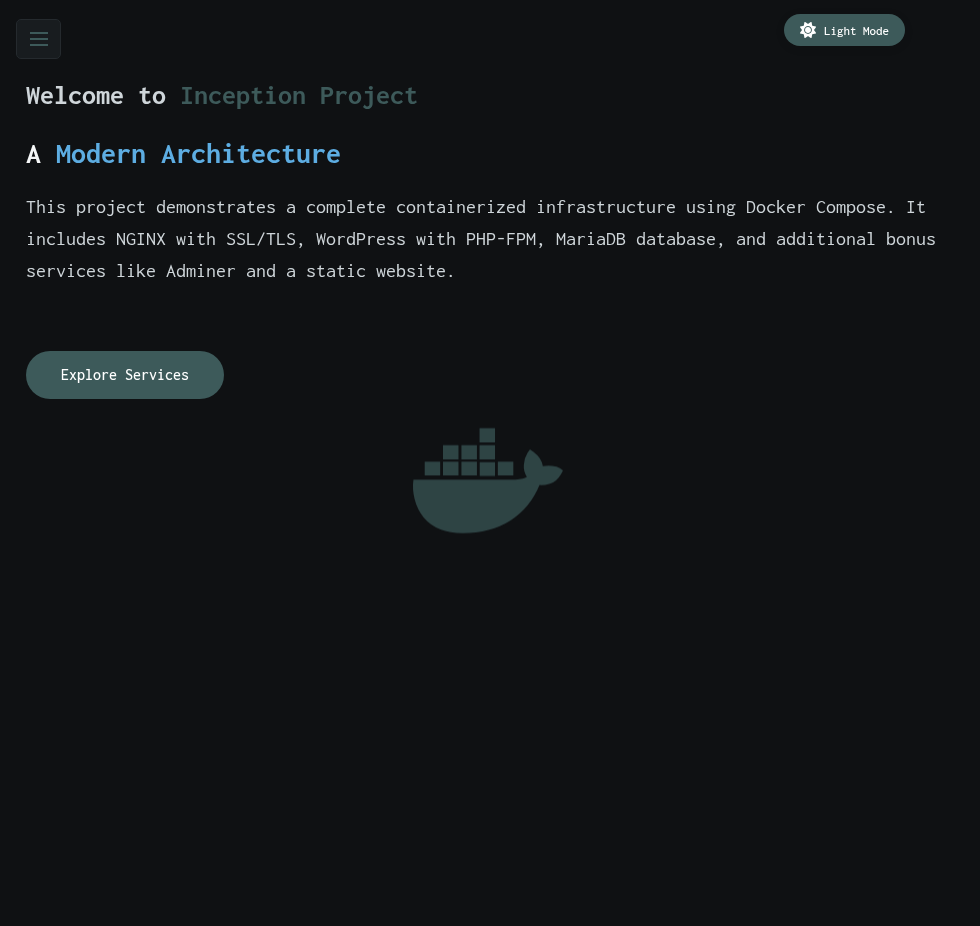 Light Mode
Welcome to Inception Project
A Modern Architecture
This project demonstrates a complete containerized infrastructure using Docker Compose. It
includes NGINX with SSL/TLS, WordPress with PHP-FPM, MariaDB database, and additional bonus
services like Adminer and a static website.
Explore Services